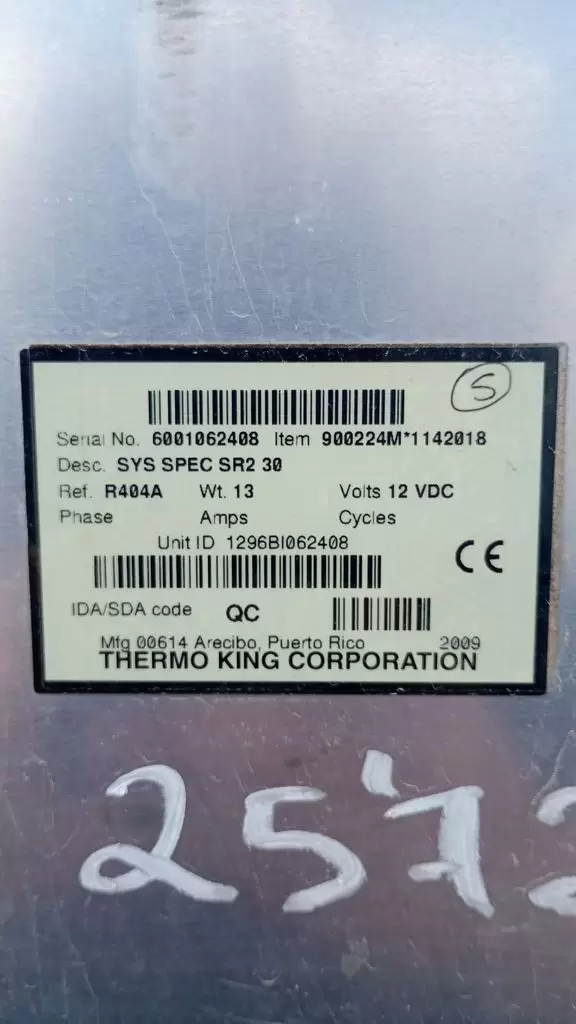 S
Serial No. 6001062408 Item 900224M*1142018
Desc. SYS SPEC SR2 30
Ref. R404A Wt. 13 Volts 12 VDC
Phase Amps Cycles
Unit ID 1296BI062408
CE
IDA/SDA code QC
Mfg 00614 Arecibo, Puerto Rico 2009
THERMO KING CORPORATION